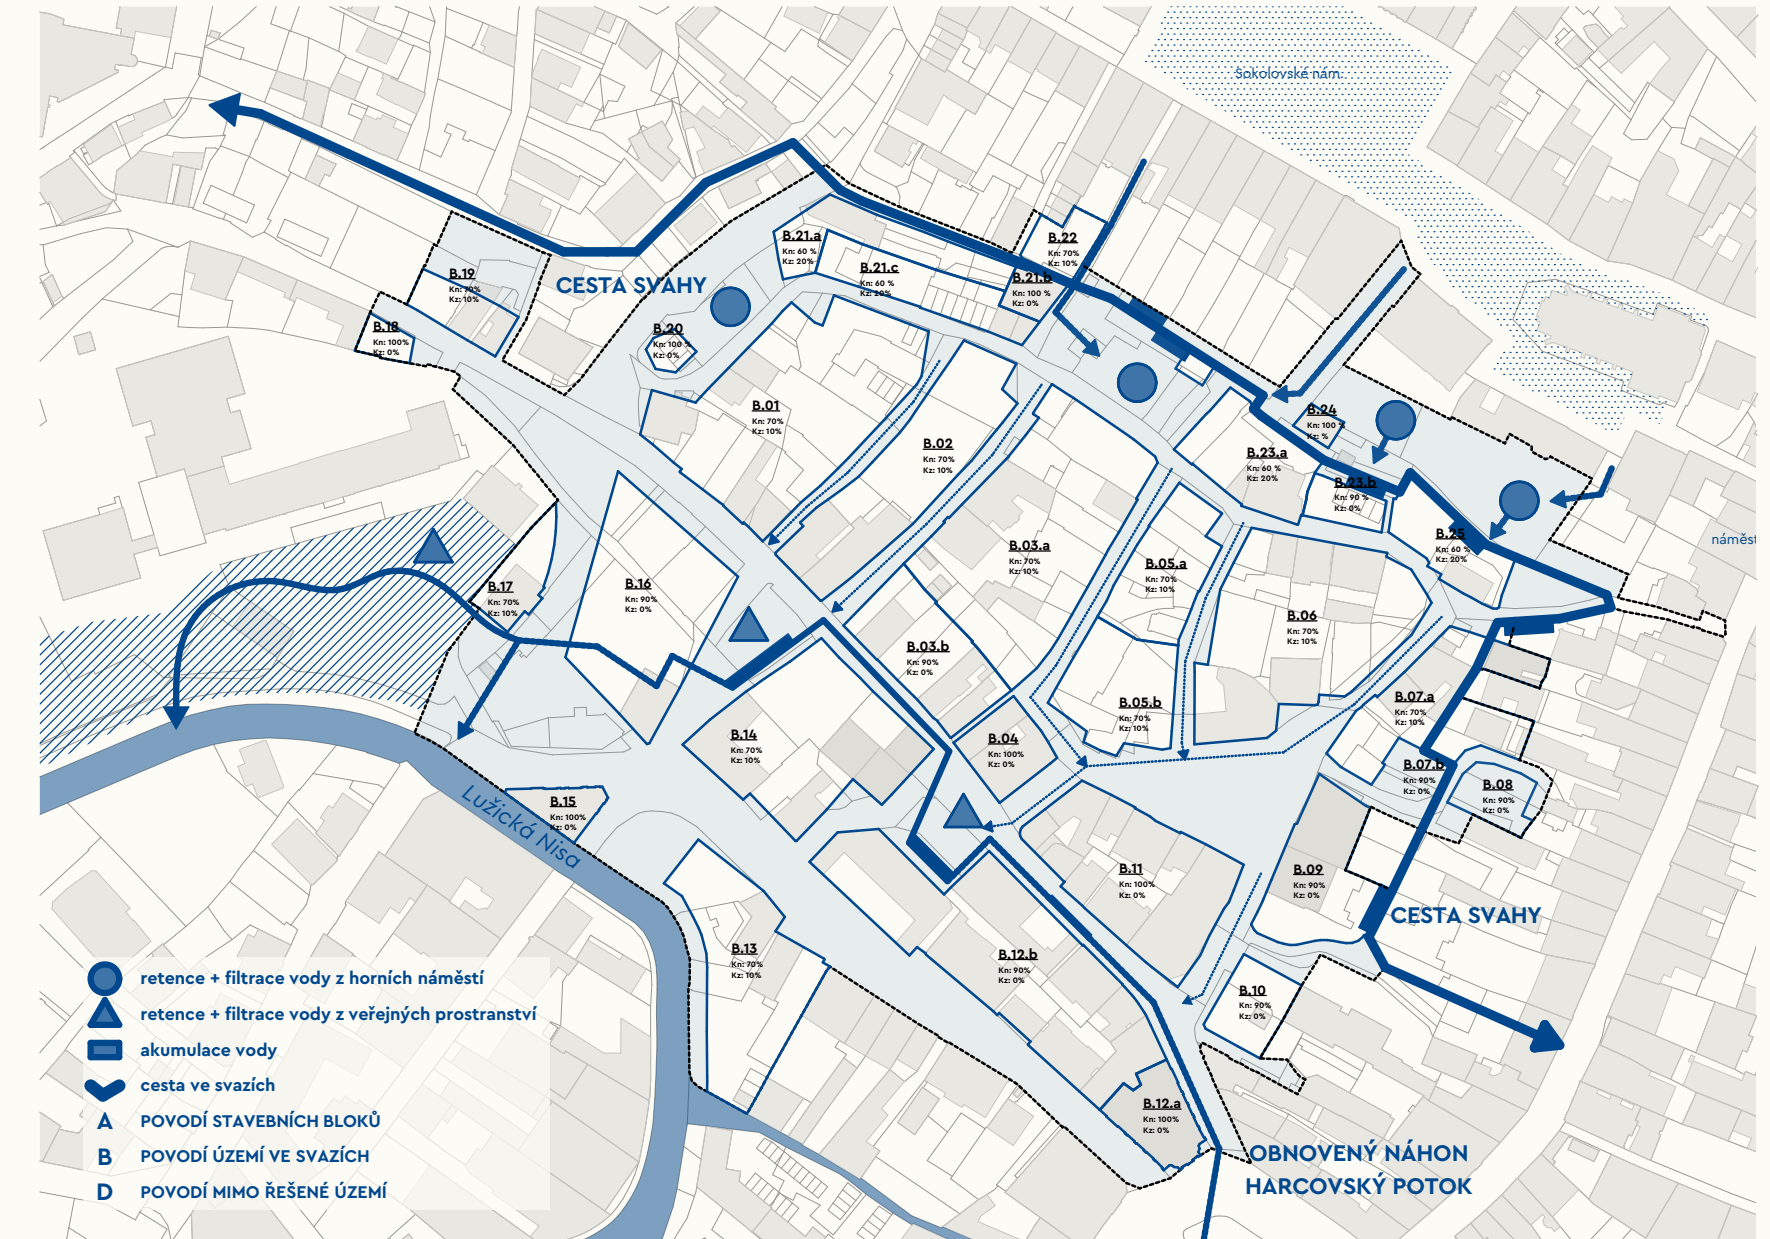 Sokolovské nám.
B.21.a
Kn: 60 %
Kz: 20%
B.22
Kn: 70%
Kz: 10%
B.21.c
Kn: 60 %
Kz: 20%
B.21.b
Kn: 100 %
Kz: 0%
B.19
Kn: 70%
Kz: 10%
CESTA SVAHY
B.18
Kn: 100%
Kz: 0%
B.20
Kn: 100 %
Kz: 0%
B.01
Kn: 70%
Kz: 10%
B.02
Kn: 70%
Kz: 10%
B.24
Kn: 100 %
Kz: %
B.23.a
Kn: 60 %
Kz: 20%
B.23.b
Kn: 90 %
Kz: 0%
B.25
Kn: 60 %
Kz: 20%
náměst
B.03.a
Kn: 70%
Kz: 10%
B.05.a
Kn: 70%
Kz: 10%
B.17
Kn: 70%
Kz: 10%
B.16
Kn: 90%
Kz: 0%
B.06
Kn: 70%
Kz: 10%
B.03.b
Kn: 90%
Kz: 0%
B.05.b
Kn: 70%
Kz: 10%
B.07.a
Kn: 70%
Kz: 10%
B.14
Kn: 70%
Kz: 10%
B.04
Kn: 100%
Kz: 0%
B.07.b
Kn: 90%
Kz: 0%
B.08
Kn: 90%
Kz: 0%
B.15
Kn: 100%
Kz: 0%
Lužická Nisa
B.11
Kn: 100%
Kz: 0%
B.09
Kn: 90%
Kz: 0%
CESTA SVAHY
B.13
Kn: 70%
Kz: 10%
B.12.b
Kn: 90%
Kz: 0%
B.10
Kn: 90%
Kz: 0%
B.12.a
Kn: 100%
Kz: 0%
OBNOVENÝ NÁHON
HARCOVSKÝ POTOK
retence + filtrace vody z horních náměstí
retence + filtrace vody z veřejných prostranství
akumulace vody
cesta ve svazích
A POVODÍ STAVEBNÍCH BLOKŮ
B POVODÍ ÚZEMÍ VE SVAZÍCH
D POVODÍ MIMO ŘEŠENÉ ÚZEMÍ